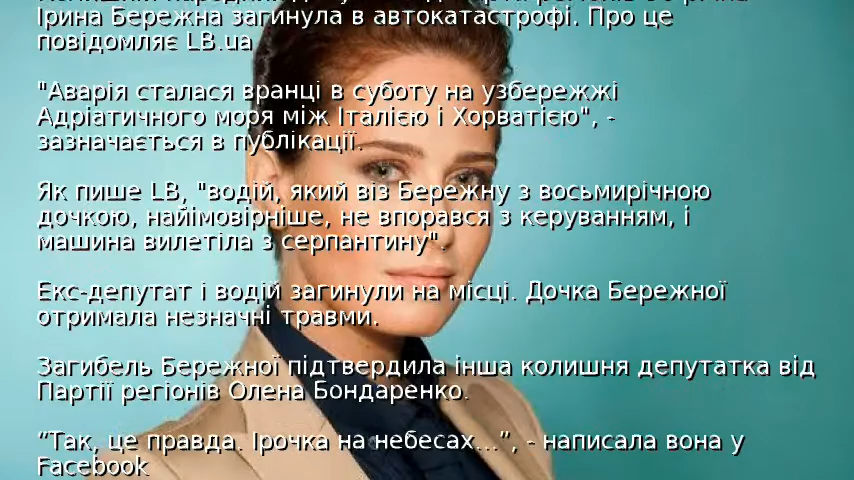 Ірина Бережна загинула в автокатастрофі. Про це
повідомляє LB.ua
"Аварія сталася вранці в суботу на узбережжі
Адріатичного моря між Італією і Хорватією", -
зазначається в публікації.
Як пише LB, "водій, який віз Бережну з восьмирічною
дочкою, найімовірніше, не впорався з керуванням, і
машина вилетіла з серпантину".
Екс-депутат і водій загинули на місці. Дочка Бережної
отримала незначні травми.
Загибель Бережної підтвердила інша колишня депутатка від
Партії регіонів Олена Бондаренко.
“Так, це правда. Ірочка на небесах...”, - написала вона у
Facebook